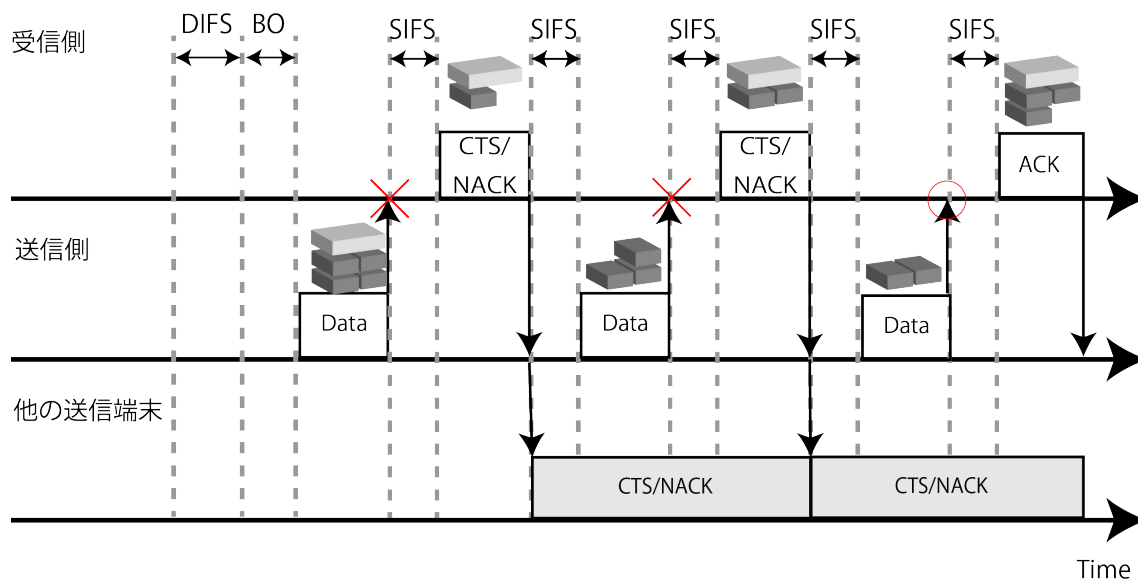 DIFS
BO
SIFS
SIFS
SIFS
SIFS
SIFS
受信側
CTS/
NACK
CTS/
NACK
ACK
送信側
Data
Data
Data
他の送信端末
CTS/NACK
CTS/NACK
Time